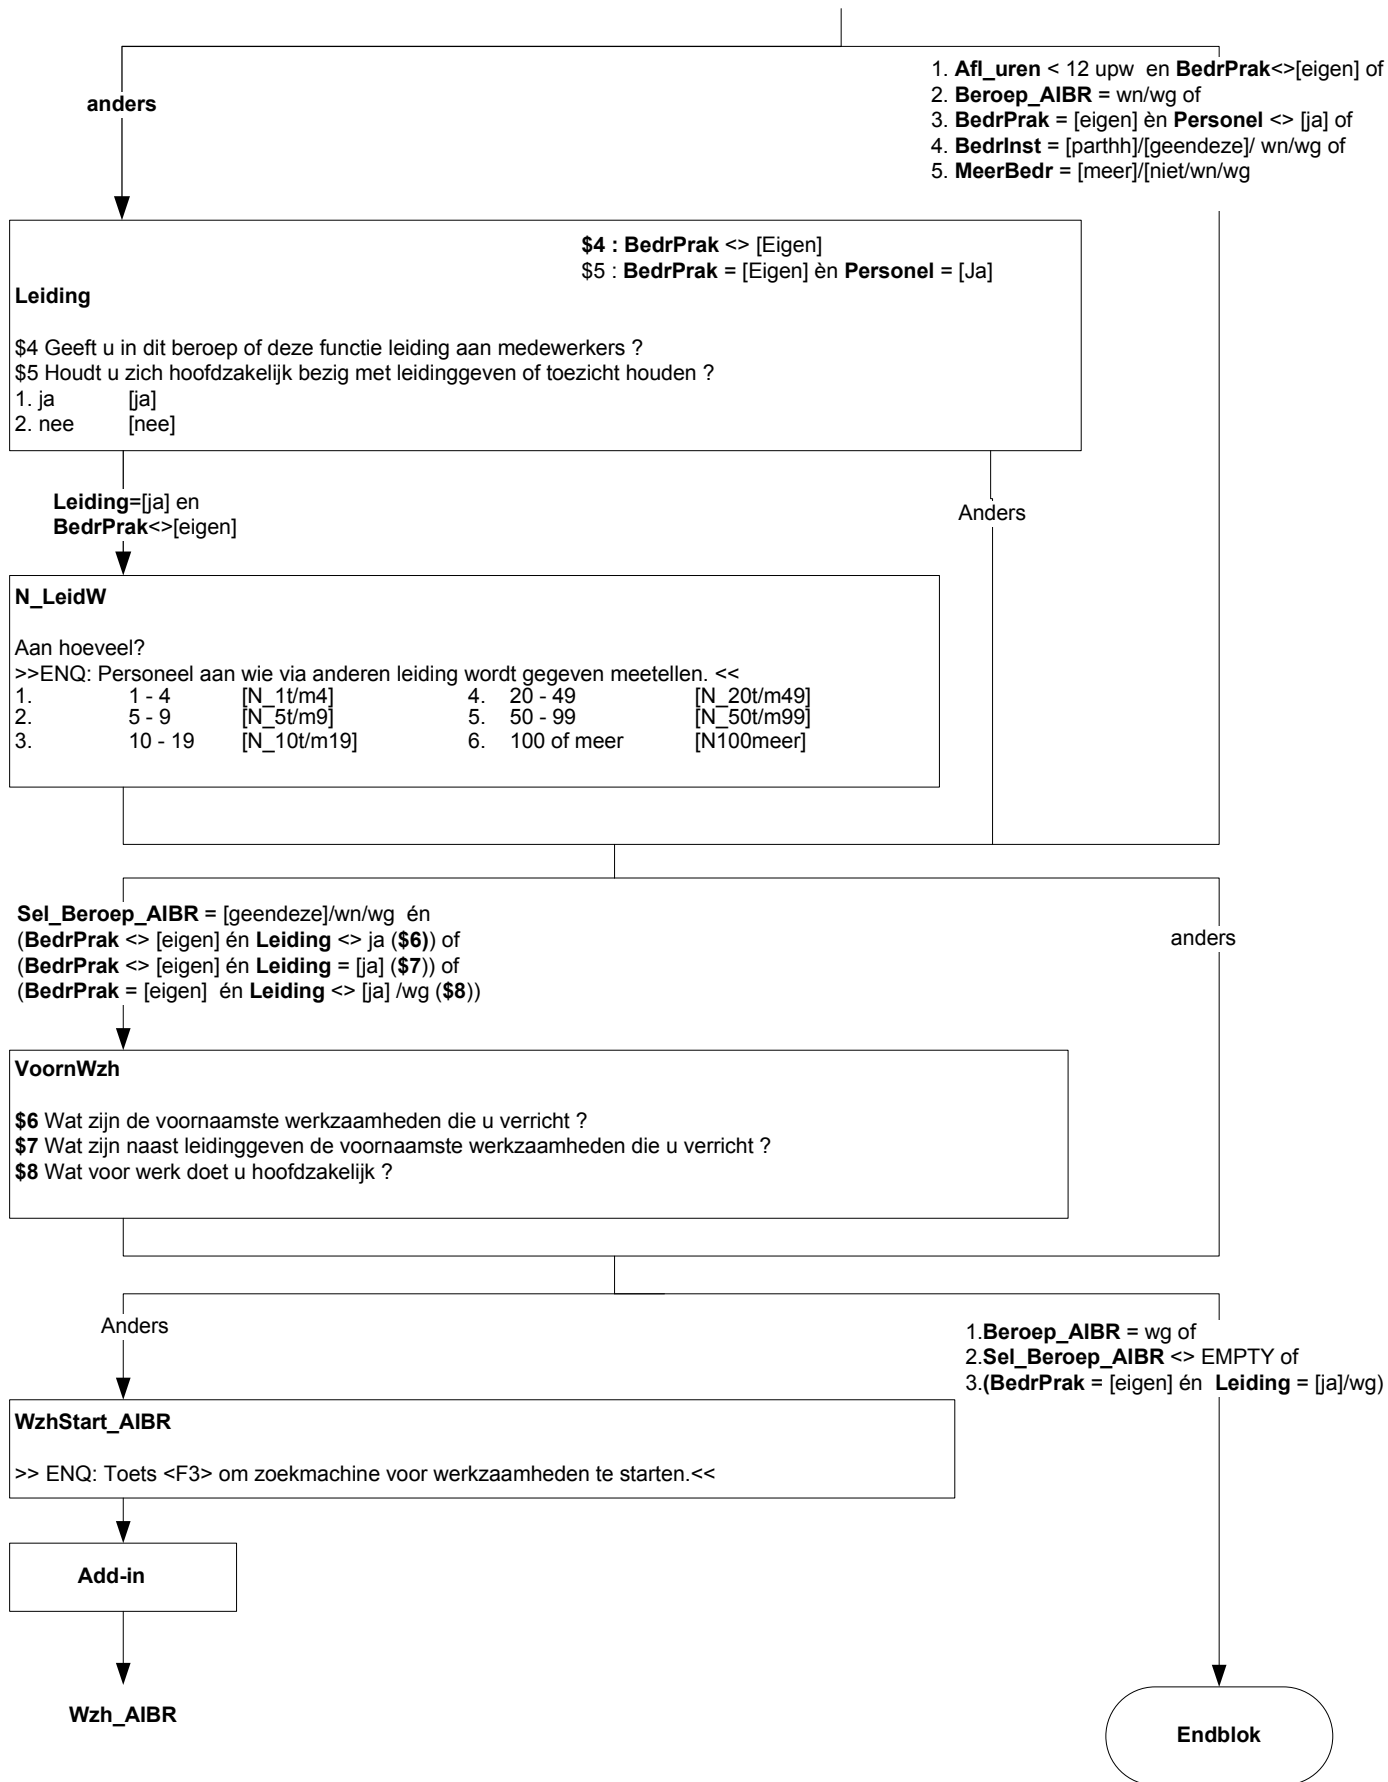 1. Afl_uren < 12 upw en BedrPrak<>[eigen] of
anders
2. Beroep_AIBR = wn/wg of
3. BedrPrak = [eigen] èn Personel <> [ja] of
4. BedrInst = [parthh]/[geendeze]/ wn/wg of
5. MeerBedr = [meer]/[niet/wn/wg
$4 : BedrPrak <> [Eigen]
$5 : BedrPrak = [Eigen] èn Personel = [Ja]
Leiding
$4 Geeft u in dit beroep of deze functie leiding aan medewerkers ?
$5 Houdt u zich hoofdzakelijk bezig met leidinggeven of toezicht houden ?
1. ja [ja]
2. nee [nee]
Leiding=[ja] en
BedrPrak<>[eigen]
Anders
N_LeidW
Aan hoeveel?
>>ENQ: Personeel aan wie via anderen leiding wordt gegeven meetellen. <<
1. 1 - 4 [N_1t/m4] 4. 20 - 49 [N_20t/m49]
2. 5 - 9 [N_5t/m9] 5. 50 - 99 [N_50t/m99]
3. 10 - 19 [N_10t/m19] 6. 100 of meer [N100meer]
Sel_Beroep_AIBR = [geendeze]/wn/wg én
(BedrPrak <> [eigen] én Leiding <> ja ($6)) of
(BedrPrak <> [eigen] én Leiding = [ja] ($7)) of
(BedrPrak = [eigen] én Leiding <> [ja] /wg ($8))
anders
VoornWzh
$6 Wat zijn de voornaamste werkzaamheden die u verricht ?
$7 Wat zijn naast leidinggeven de voornaamste werkzaamheden die u verricht ?
$8 Wat voor werk doet u hoofdzakelijk ?
Anders
1.Beroep_AIBR = wg of
2.Sel_Beroep_AIBR <> EMPTY of
3.(BedrPrak = [eigen] én Leiding = [ja]/wg)
WzhStart_AIBR
>> ENQ: Toets <F3> om zoekmachine voor werkzaamheden te starten.<<
Add-in
Wzh_AIBR
Endblok